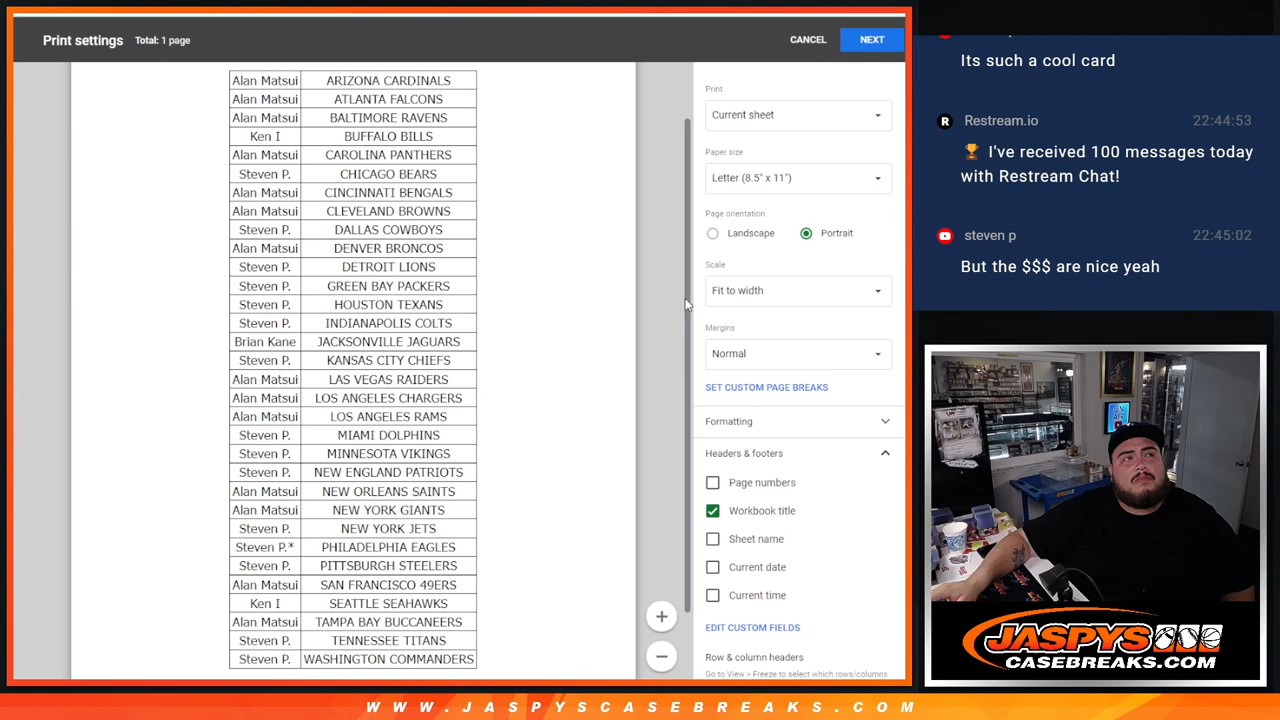 Print settings Total: 1 page CANCEL NEXT
Alan Matsui ARIZONA CARDINALS
Alan Matsui ATLANTA FALCONS
Alan Matsui BALTIMORE RAVENS
Ken I BUFFALO BILLS
Alan Matsui CAROLINA PANTHERS
Steven P. CHICAGO BEARS
Alan Matsui CINCINNATI BENGALS
Alan Matsui CLEVELAND BROWNS
Steven P. DALLAS COWBOYS
Alan Matsui DENVER BRONCOS
Steven P. DETROIT LIONS
Steven P. GREEN BAY PACKERS
Steven P. HOUSTON TEXANS
Steven P. INDIANAPOLIS COLTS
Brian Kane JACKSONVILLE JAGUARS
Steven P. KANSAS CITY CHIEFS
Alan Matsui LAS VEGAS RAIDERS
Alan Matsui LOS ANGELES CHARGERS
Alan Matsui LOS ANGELES RAMS
Steven P. MIAMI DOLPHINS
Steven P. MINNESOTA VIKINGS
Steven P. NEW ENGLAND PATRIOTS
Alan Matsui NEW ORLEANS SAINTS
Alan Matsui NEW YORK GIANTS
Steven P. NEW YORK JETS
Steven P.* PHILADELPHIA EAGLES
Steven P. PITTSBURGH STEELERS
Alan Matsui SAN FRANCISCO 49ERS
Ken I SEATTLE SEAHAWKS
Alan Matsui TAMPA BAY BUCCANEERS
Steven P. TENNESSEE TITANS
Steven P. WASHINGTON COMMANDERS
Print
Current sheet
Paper size
Letter (8.5" x 11")
Page orientation
Landscape Portrait
Scale
Fit to width
Margins
Normal
SET CUSTOM PAGE BREAKS
Formatting
Headers & footers
Page numbers
Workbook title
Sheet name
Current date
Current time
EDIT CUSTOM FIELDS
Row & column headers
Go to View > Freeze to select which rows/columns
Its such a cool card
Restream.io 22:44:53
🏆 I've received 100 messages today
with Restream Chat!
steven p 22:45:02
But the $$$ are nice yeah
JASPYS
CASEBREAKS.COM
WWW.JASPYSCASEBREAKS.COM